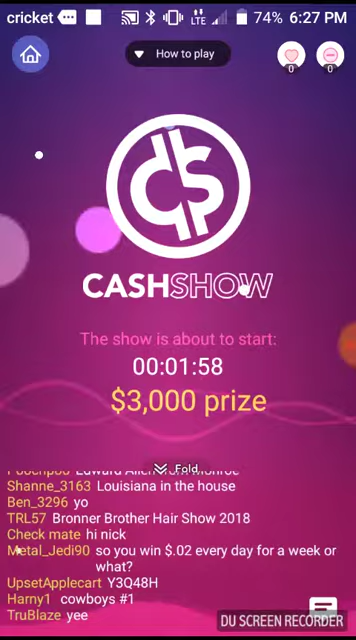 cricket 74% 6:27 PM
LTE
How to play
0 0
CASHSHOW
The show is about to start:
00:01:58
$3,000 prize
Fold
Shanne_3163 Louisiana in the house
Ben_3296 yo
TRL57 Bronner Brother Hair Show 2018
Check mate hi nick
Metal_Jedi90 so you win $.02 every day for a week or
what?
UpsetApplecart Y3Q48H
Harny1 cowboys #1
TruBlaze yee
DU SCREEN RECORDER